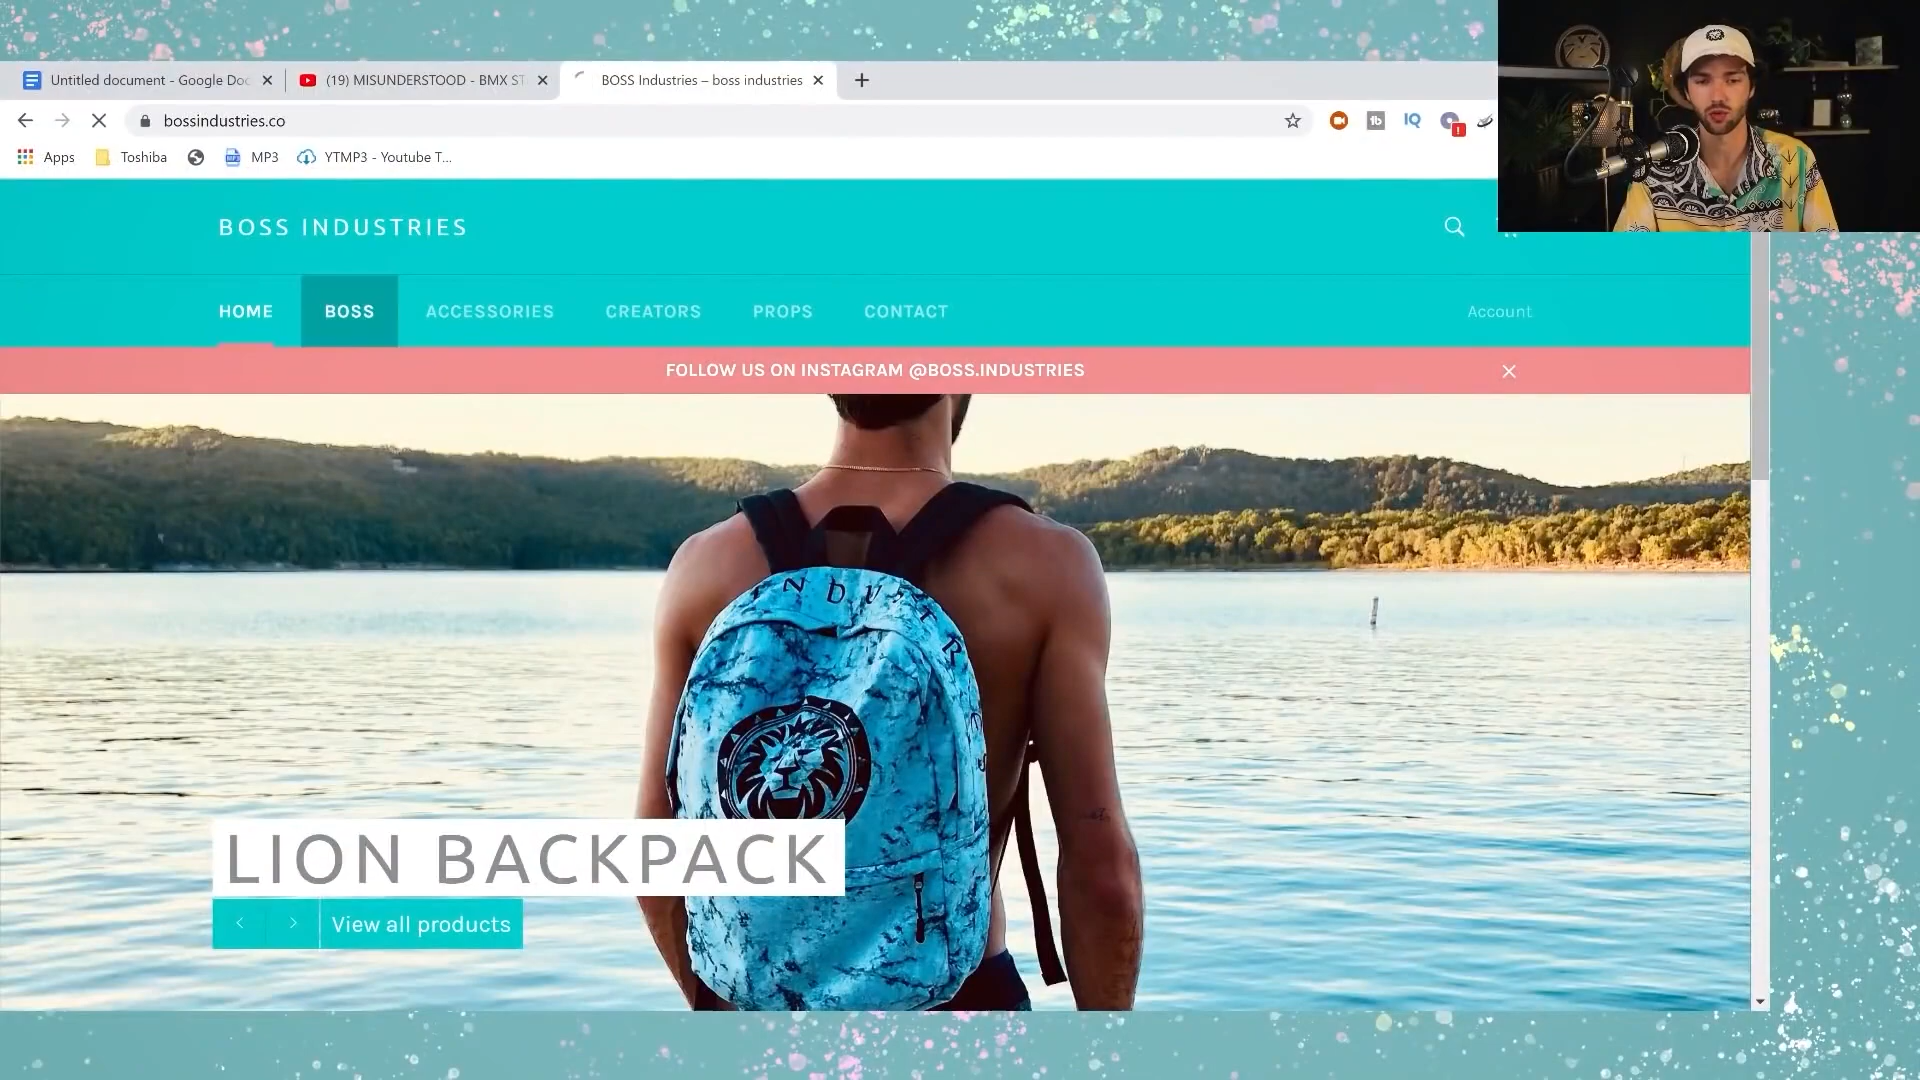 Untitled document - Google Doc
(19) MISUNDERSTOOD - BMX ST
BOSS Industries – boss industries
bossindustries.co
Apps
Toshiba
MP3
YTMP3 - Youtube T...
IQ
BOSS INDUSTRIES
HOME
BOSS
ACCESSORIES
CREATORS
PROPS
CONTACT
Account
FOLLOW US ON INSTAGRAM @BOSS.INDUSTRIES
LION BACKPACK
View all products